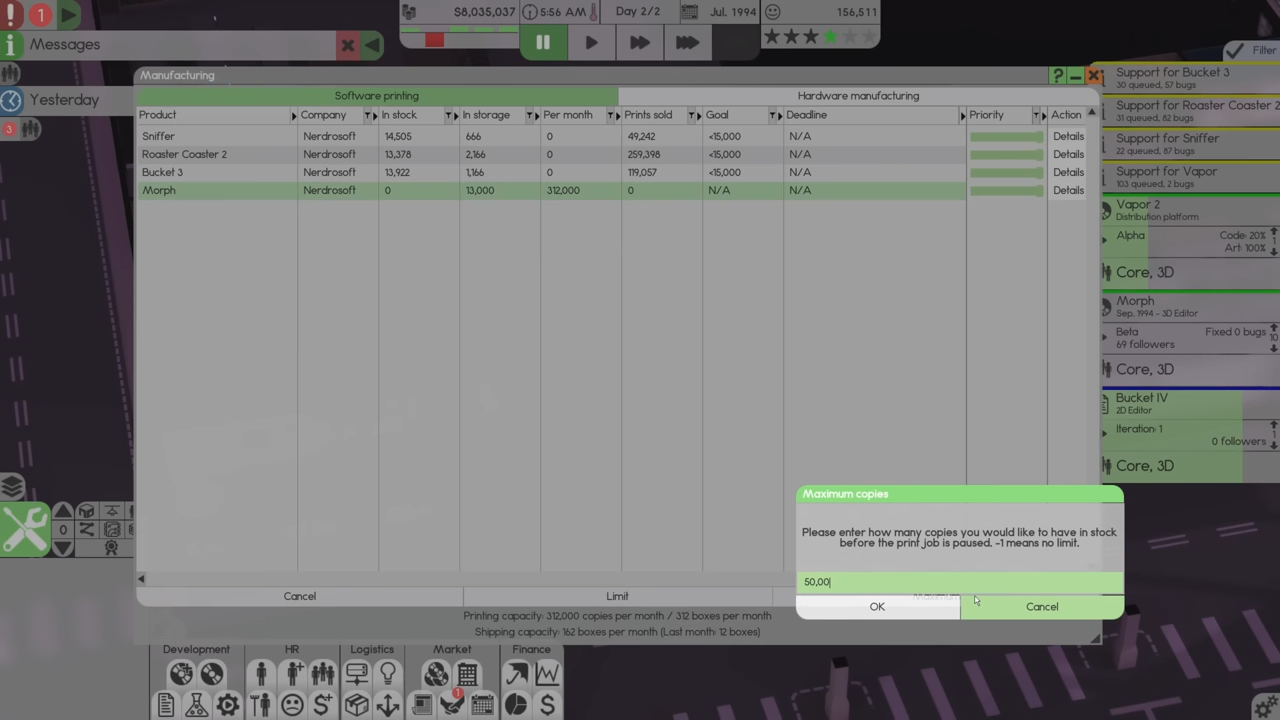 1
Messages
Yesterday
3
0
$8,035,037
5:56 AM
Day 2/2
Jul. 1994
156,511
Filter
Manufacturing
?
Software printing
Hardware manufacturing
Product Company In stock In storage Per month Prints sold Goal Deadline Priority Action
Sniffer Nerdrosoft 14,505 666 0 49,242 <15,000 N/A Details
Roaster Coaster 2 Nerdrosoft 13,378 2,166 0 259,398 <15,000 N/A Details
Bucket 3 Nerdrosoft 13,922 1,166 0 119,057 <15,000 N/A Details
Morph Nerdrosoft 0 13,000 312,000 0 N/A N/A Details
Maximum copies
Please enter how many copies you would like to have in stock
before the print job is paused. -1 means no limit.
50,00
OK
Cancel
Cancel
Limit
Maximum
Printing capacity: 312,000 copies per month / 312 boxes per month
Shipping capacity: 162 boxes per month (Last month: 12 boxes)
Support for Bucket 3
30 queued, 57 bugs
Support for Roaster Coaster 2
31 queued, 82 bugs
Support for Sniffer
22 queued, 87 bugs
Support for Vapor
103 queued, 2 bugs
Vapor 2
Distribution platform
Alpha
Code: 20%
Art: 100%
1
Core, 3D
Morph
Sep, 1994 - 3D Editor
Beta
Fixed 0 bugs
69 followers
10
Core, 3D
Bucket IV
2D Editor
Iteration: 1
0 followers
1
Core, 3D
Development
HR
Logistics
Market
Finance
1